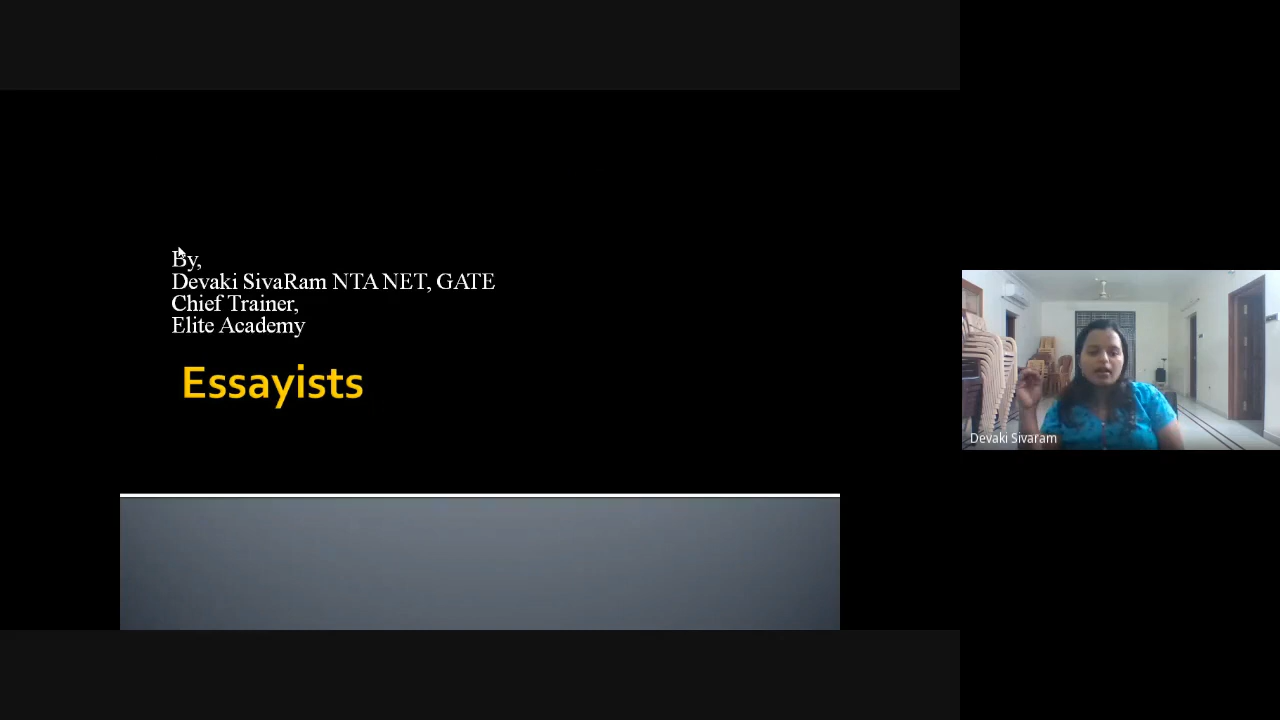 By,
Devaki SivaRam NTA NET, GATE
Chief Trainer,
Elite Academy
Essayists
Devaki Sivaram